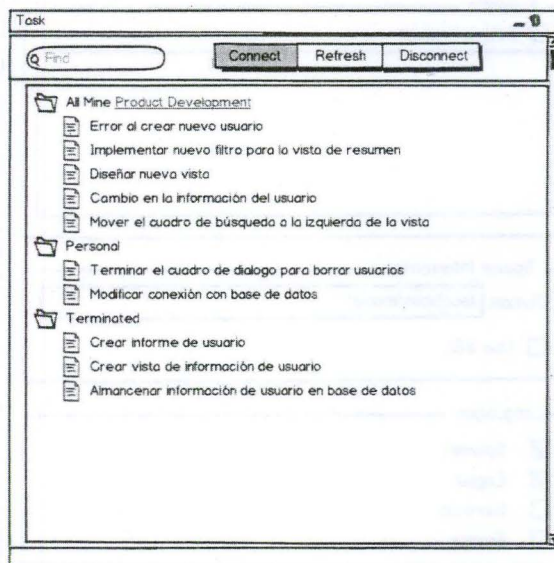 Task
Find
Connect Refresh Disconnect
All Mine Product Development
Error al crear nuevo usuario
Implementar nuevo filtro para la vista de resumen
Diseñar nueva vista
Cambio en la información del usuario
Mover el cuadro de búsqueda a la izquierda de la vista
Personal
Terminar el cuadro de dialogo para borrar usuarios
Modificar conexión con base de datos
Terminated
Crear informe de usuario
Crear vista de información de usuario
Almancenar información de usuario en base de datos